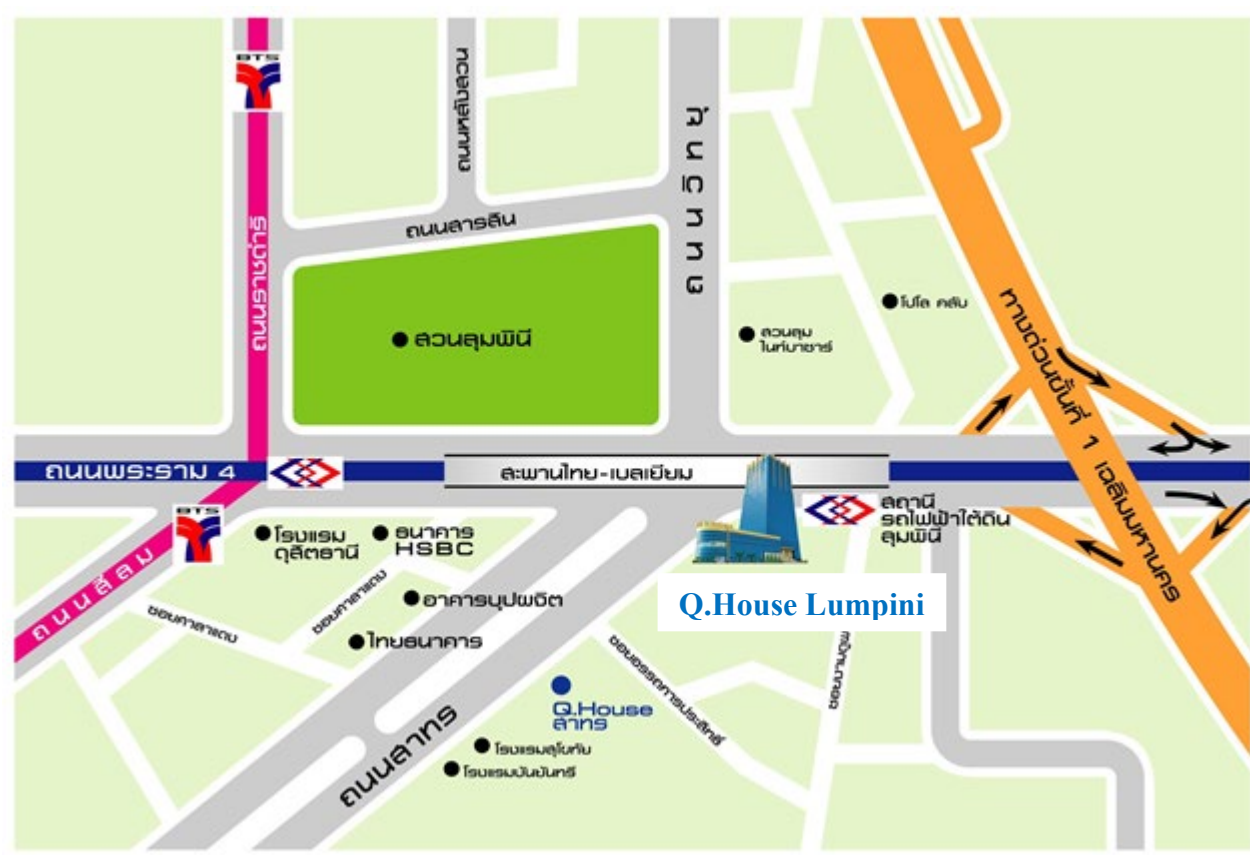 BTS
ถนนหลังสวน
ถนนวิทยุ
ถนนสารสิน
ถนนราชดำริ
สวนลุมพินี
สวนลุม
ไนท์บาซาร์
โปโล คลับ
ทางด่วนขั้นที่ 1 เฉลิมมหานคร
ถนนพระราม 4
สะพานไทย-เบลเยียม
สถานี
รถไฟฟ้าใต้ดิน
ลุมพินี
BTS
ถนนสีลม
โรงแรม
ดุสิตธานี
ธนาคาร
HSBC
ซอยศาลาแดง
ซอยศาลาแดง
อาคารบุปผจิต
ไทยธนาคาร
Q.House Lumpini
ซอยอรรถการประสิทธิ์
Q.House
สาทร
ถนนสาทร
โรงแรมสุโขทัย
โรงแรมบันยันทรี